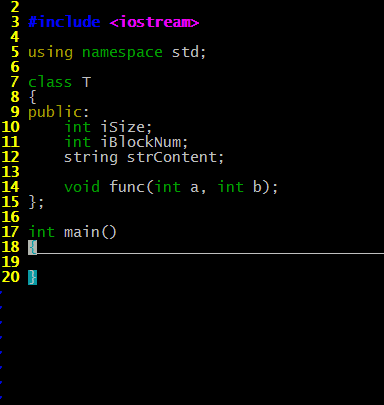 2
3 #include <iostream>
4
5 using namespace std;
6
7 class T
8 {
9 public:
10     int iSize;
11     int iBlockNum;
12     string strContent;
13
14     void func(int a, int b);
15 };
16
17 int main()
18 {
19
20 }